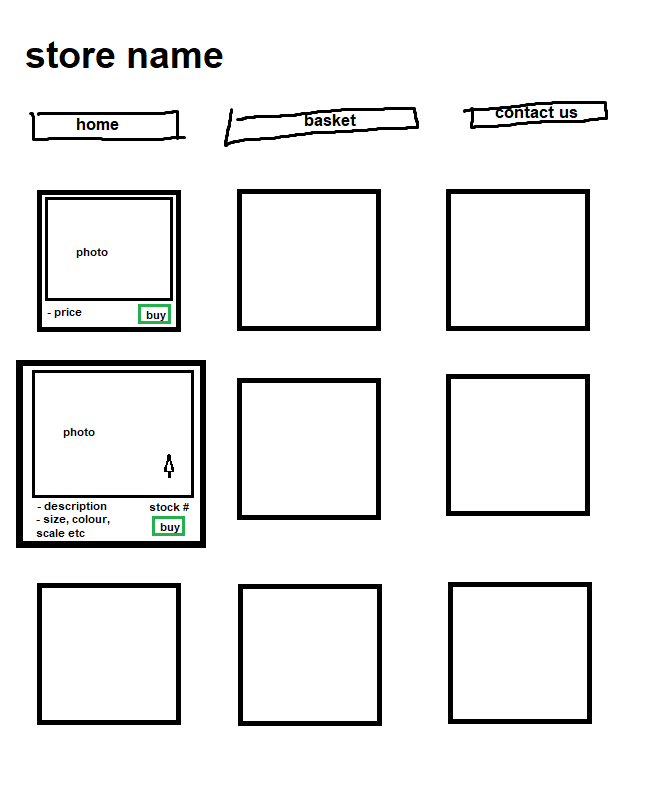 store name
home
basket
contact us
photo
- price
buy
photo
- description
stock #
- size, colour,
scale etc
buy